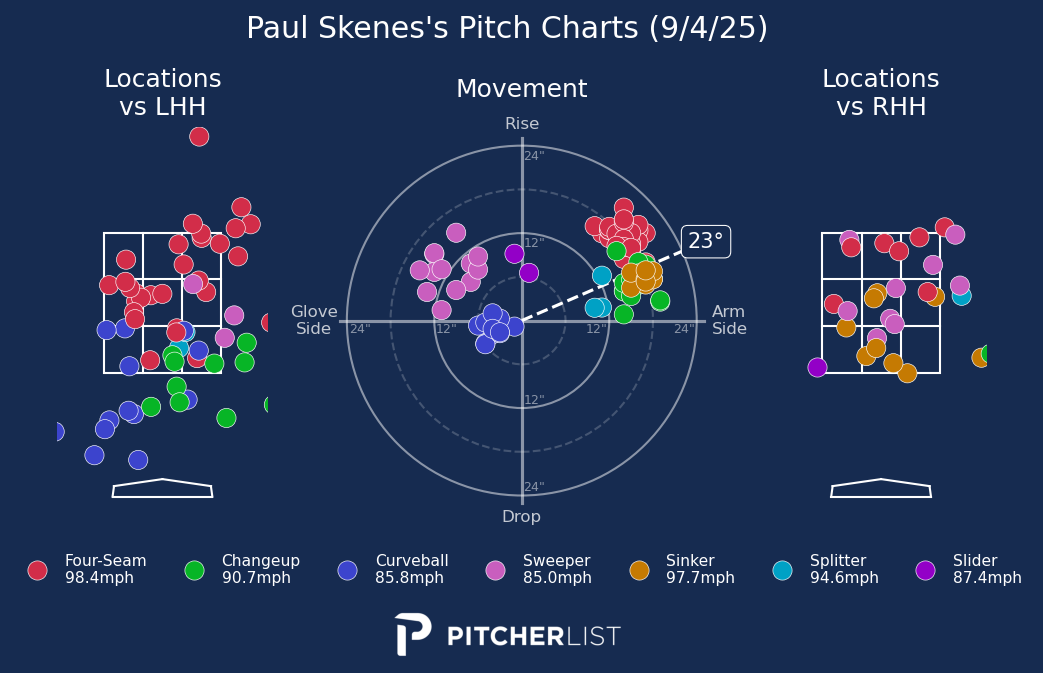 Paul Skenes's Pitch Charts (9/4/25)
Locations
vs LHH
Movement
Locations
vs RHH
Rise
24"
12"
23°
Glove
Side
24"
12"
12"
24"
Arm
Side
12"
24"
Drop
Four-Seam
98.4mph
Changeup
90.7mph
Curveball
85.8mph
Sweeper
85.0mph
Sinker
97.7mph
Splitter
94.6mph
Slider
87.4mph
PITCHERLIST